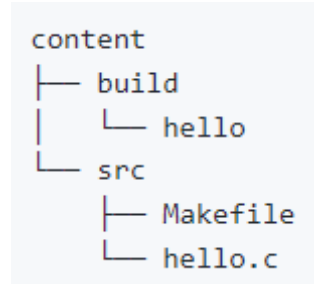 content
├── build
│   └── hello
└── src
    ├── Makefile
    └── hello.c